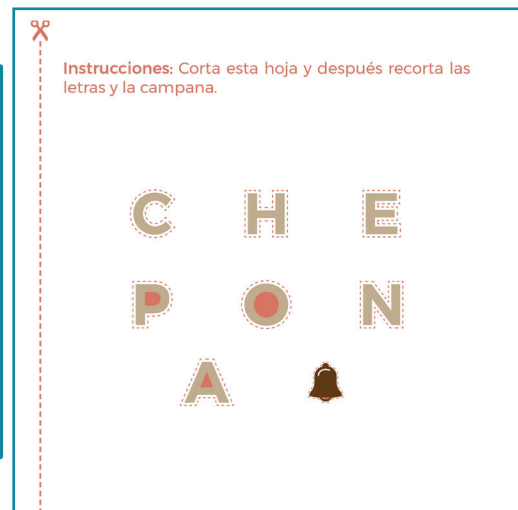 Instrucciones: Corta esta hoja y después recorta las
letras y la campana.
C H E
P O N
A